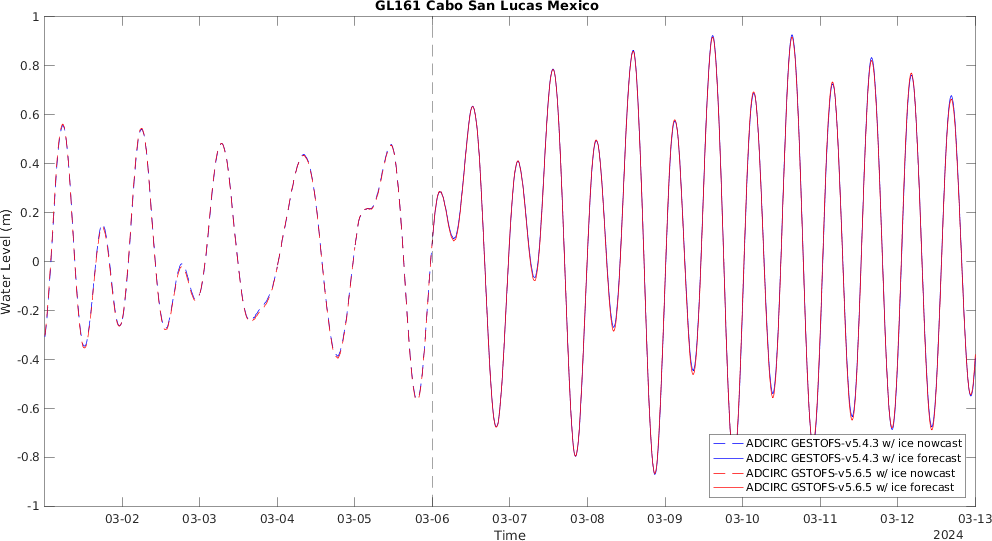 GL161 Cabo San Lucas Mexico
1
0.8
0.6
0.4
0.2
0
-0.2
-0.4
-0.6
-0.8
-1
Water Level (m)
ADCIRC GESTOFS-v5.4.3 w/ ice nowcast
ADCIRC GESTOFS-v5.4.3 w/ ice forecast
ADCIRC GSTOFS-v5.6.5 w/ ice nowcast
ADCIRC GSTOFS-v5.6.5 w/ ice forecast
03-02 03-03 03-04 03-05 03-06 03-07 03-08 03-09 03-10 03-11 03-12 03-13
Time
2024